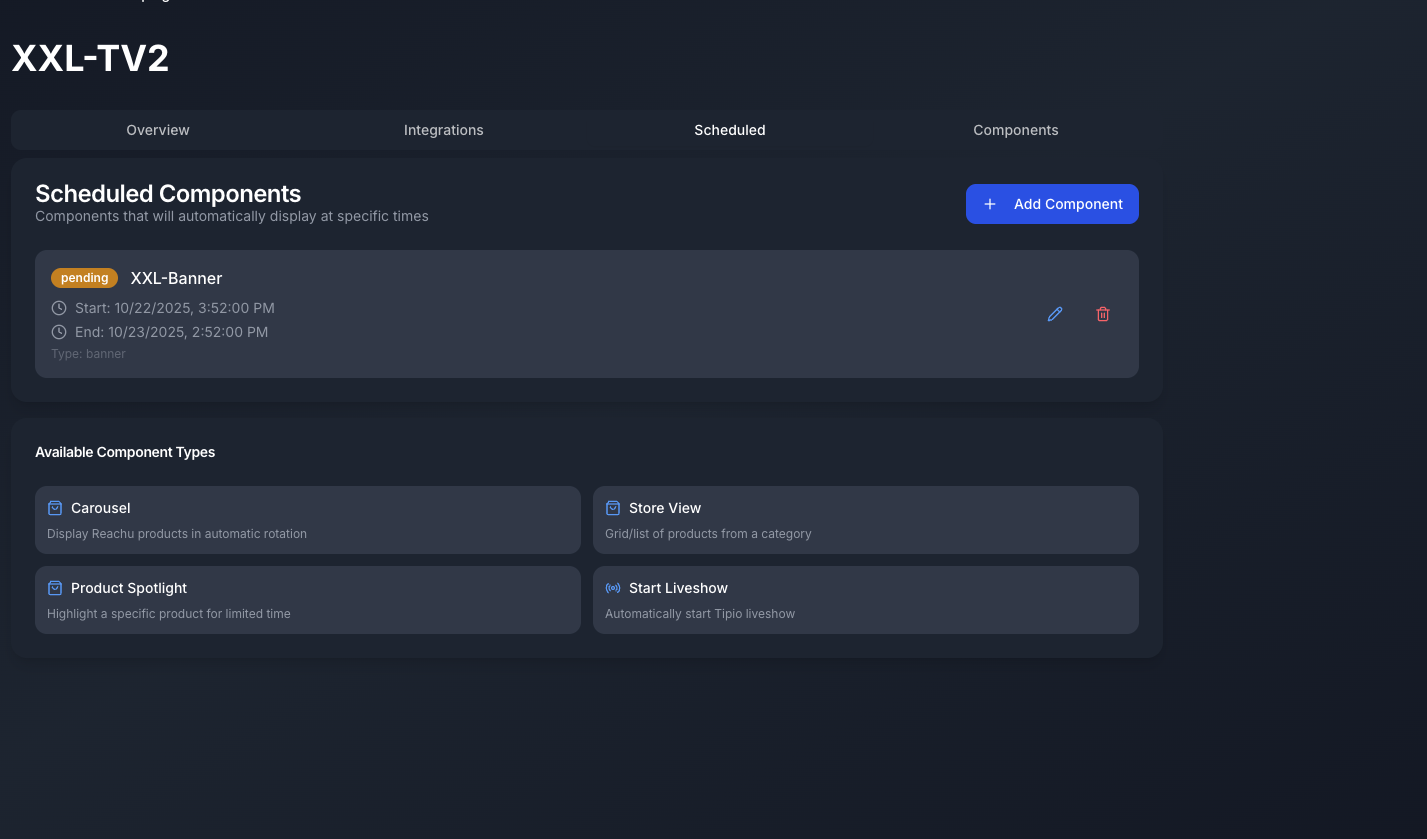 XXL-TV2
Overview
Integrations
Scheduled
Components
Scheduled Components
Components that will automatically display at specific times
Add Component
pending
XXL-Banner
Start: 10/22/2025, 3:52:00 PM
End: 10/23/2025, 2:52:00 PM
Type: banner
Available Component Types
Carousel
Display Reachu products in automatic rotation
Store View
Grid/list of products from a category
Product Spotlight
Highlight a specific product for limited time
Start Liveshow
Automatically start Tipio liveshow